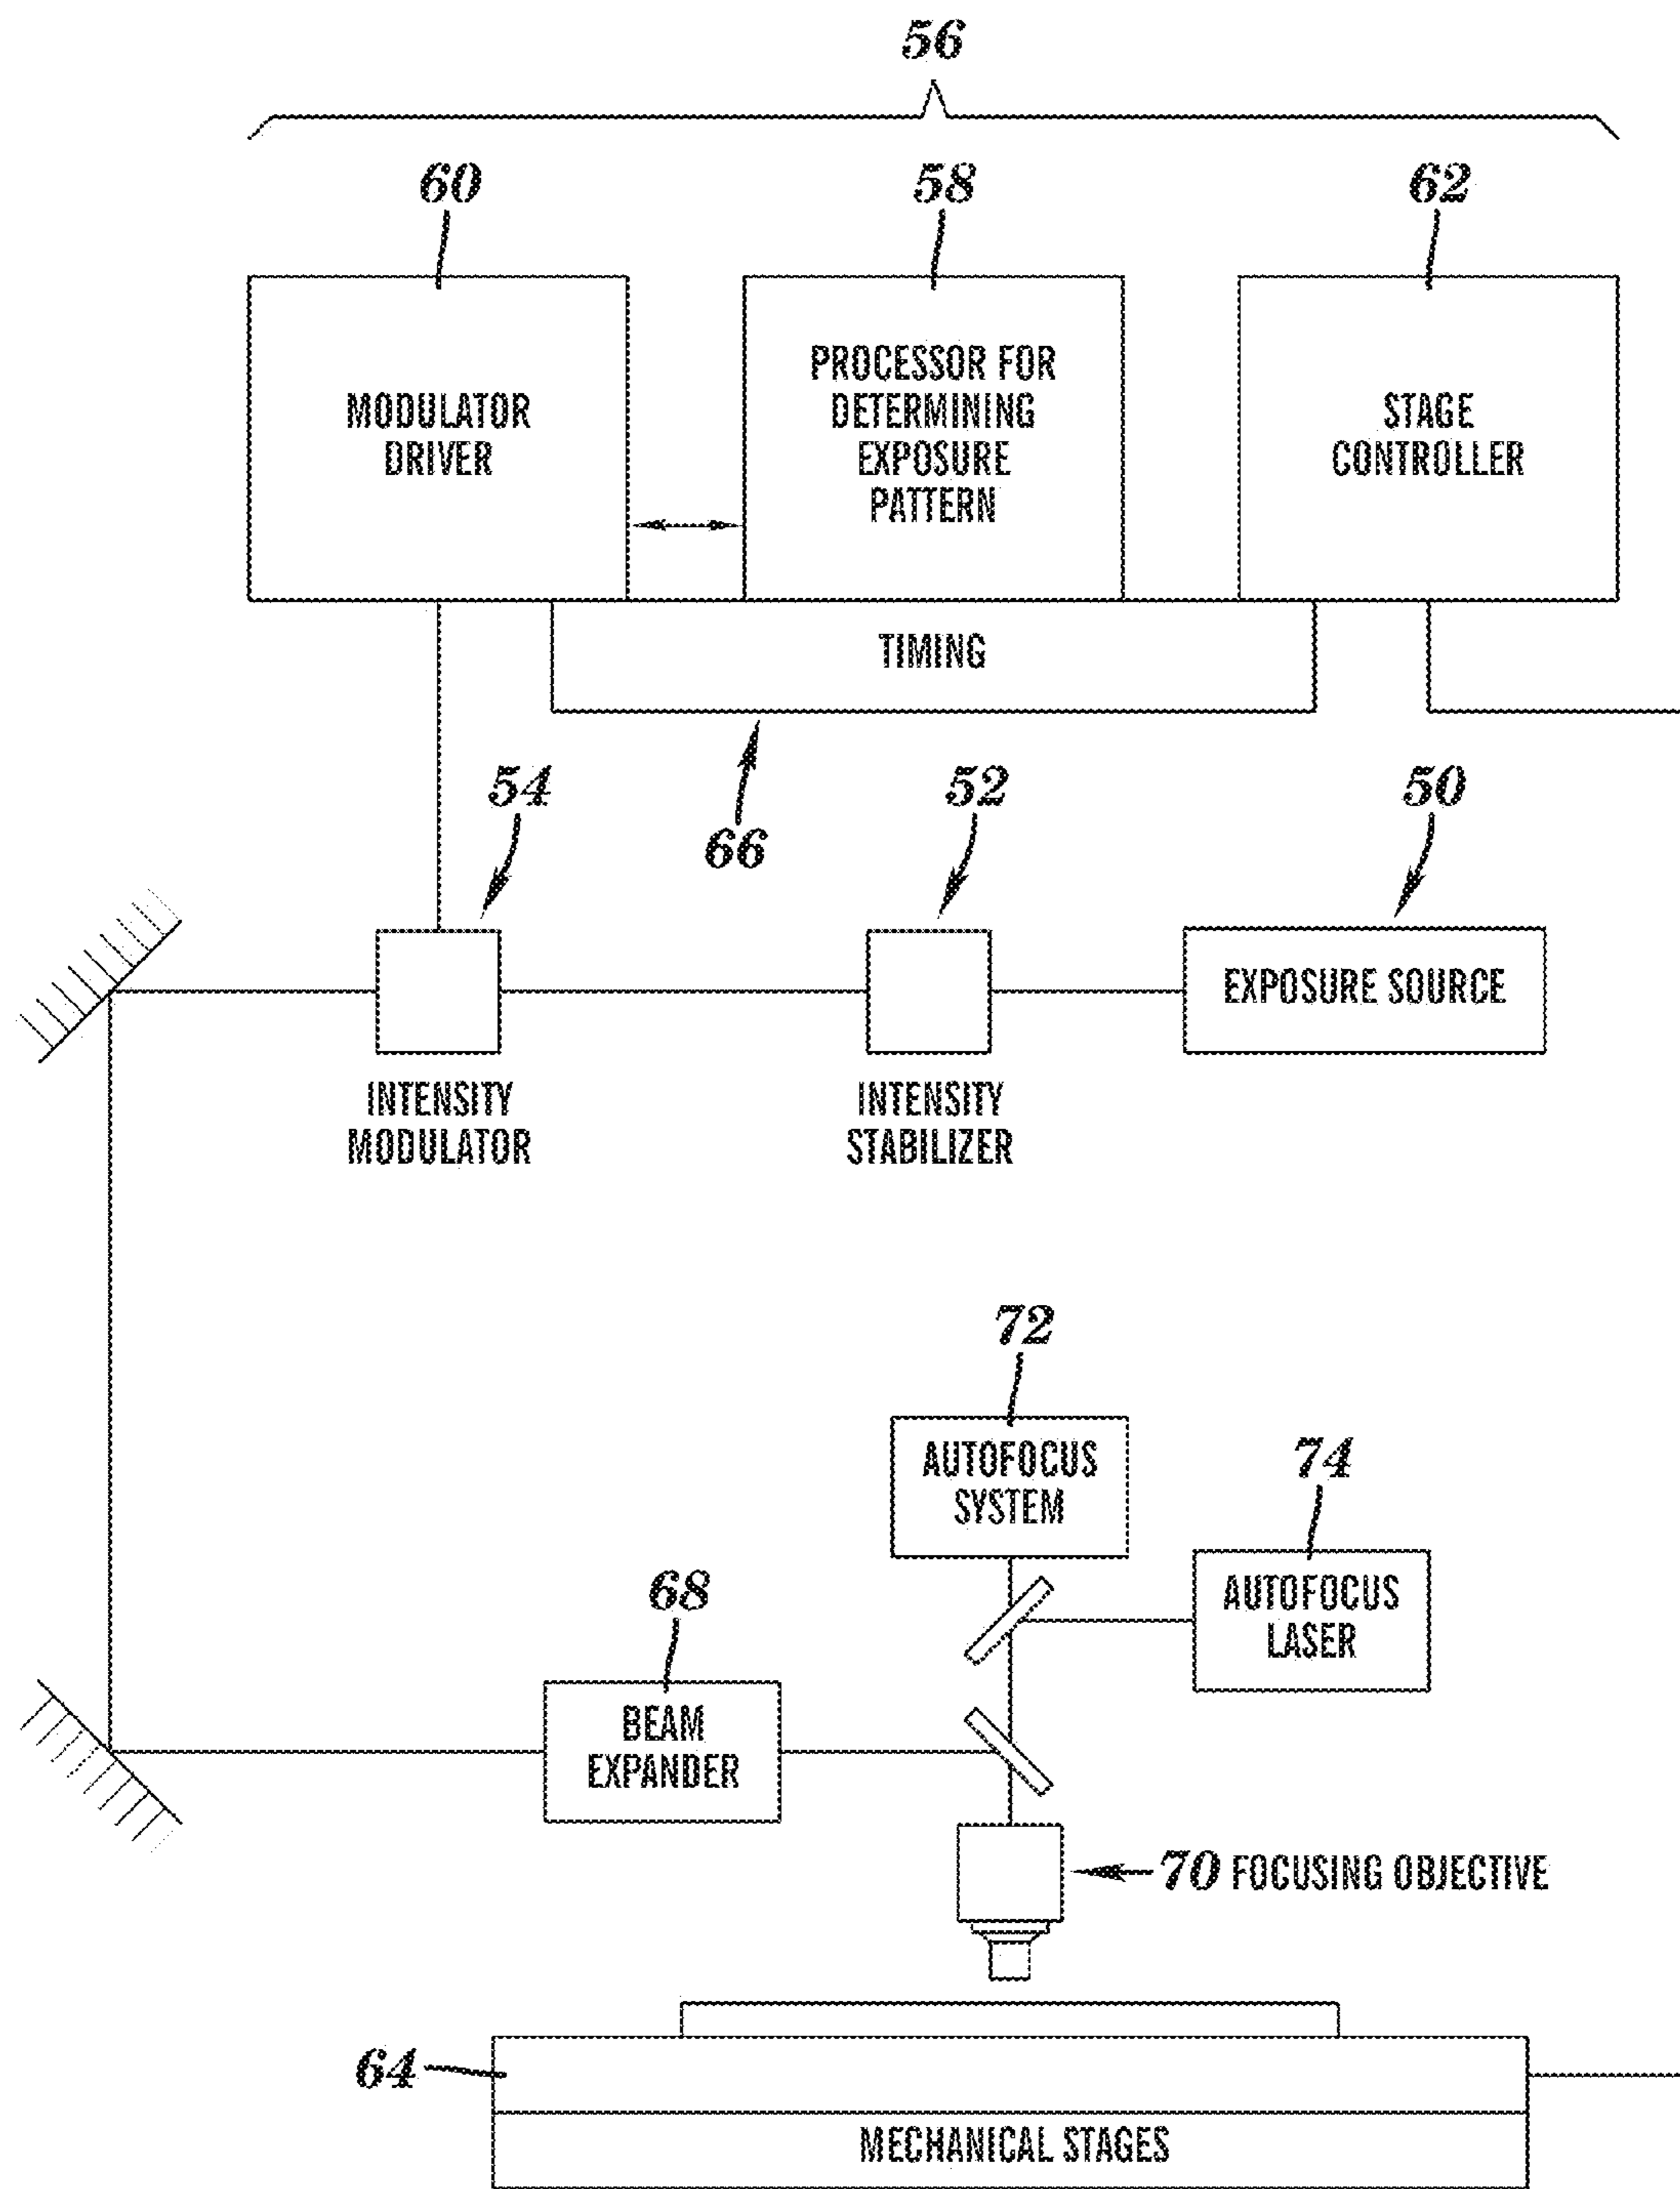 56
60
58
62
MODULATOR
DRIVER
PROCESSOR FOR
DETERMINING
EXPOSURE
PATTERN
STAGE
CONTROLLER
TIMING
66
54
52
50
EXPOSURE SOURCE
INTENSITY
MODULATOR
INTENSITY
STABILIZER
72
AUTOFOCUS
SYSTEM
74
AUTOFOCUS
LASER
68
BEAM
EXPANDER
70 FOCUSING OBJECTIVE
64
MECHANICAL STAGES